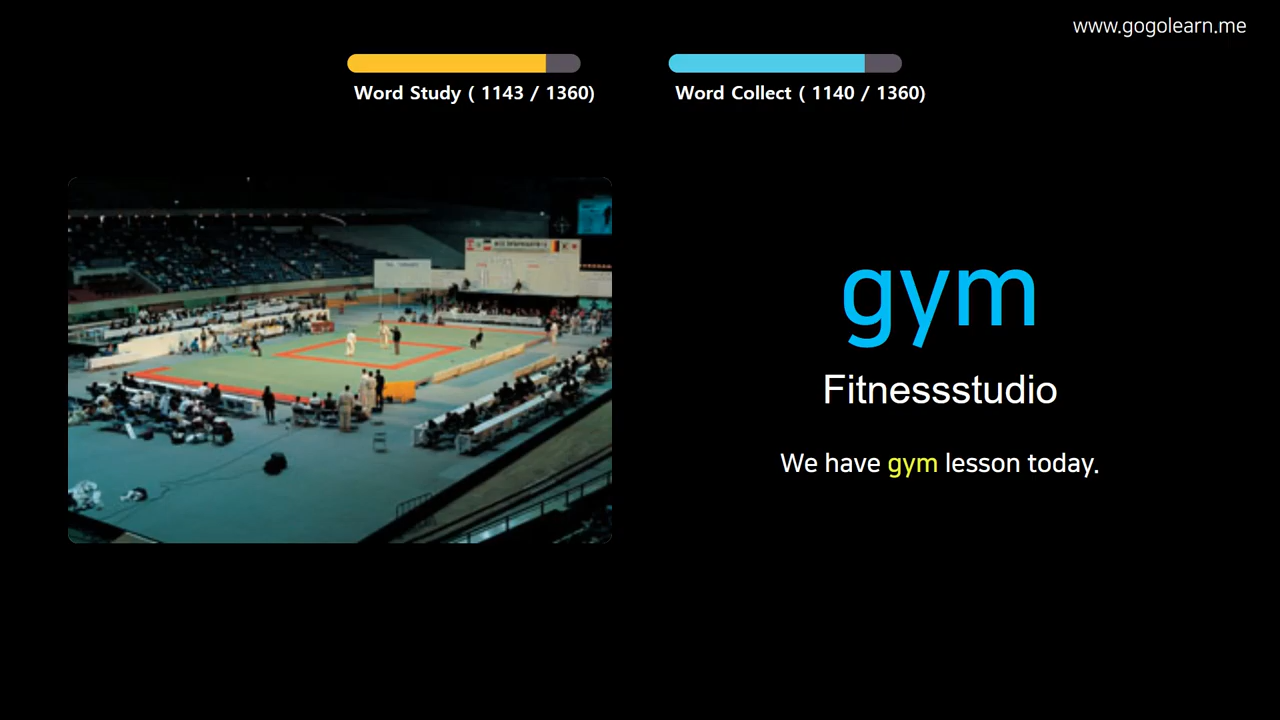 www.gogolearn.me
Word Study ( 1143 / 1360)
Word Collect ( 1140 / 1360)
gym
Fitnessstudio
We have gym lesson today.